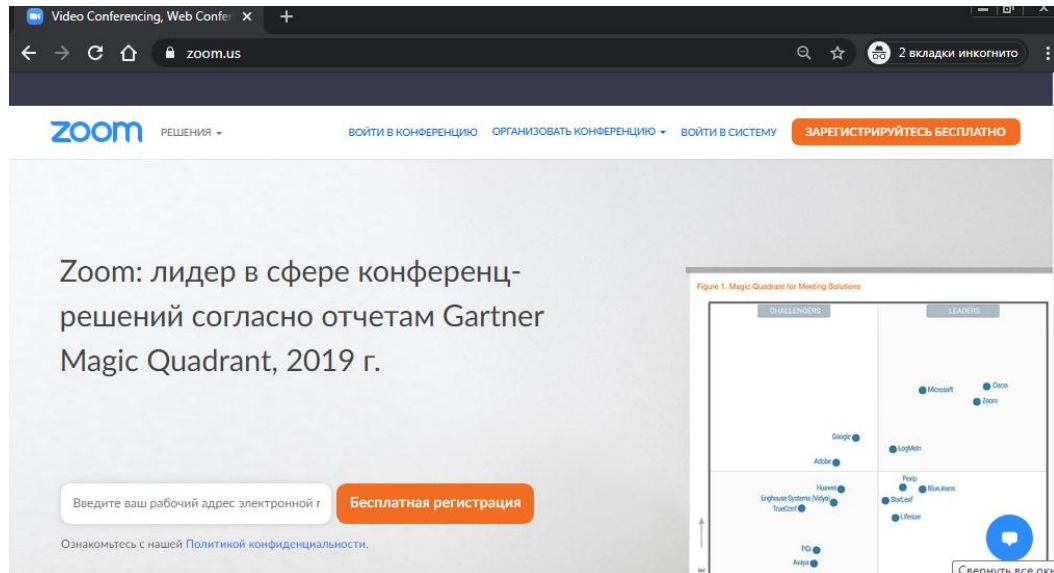 Video Conferencing, Web Confer
zoom.us
2 вкладки инкогнито
zoom
РЕШЕНИЯ
ВОЙТИ В КОНФЕРЕНЦИЮ
ОРГАНИЗОВАТЬ КОНФЕРЕНЦИЮ
ВОЙТИ В СИСТЕМУ
ЗАРЕГИСТРИРУЙТЕСЬ БЕСПЛАТНО
Zoom: лидер в сфере конференц-
решений согласно отчетам Gartner
Magic Quadrant, 2019 г.
Введите ваш рабочий адрес электронной г
Бесплатная регистрация
Ознакомьтесь с нашей Политикой конфиденциальности.
Figure 1. Magic Quadrant for Meeting Solutions
CHALLENGERS
LEADERS
Microsoft
Cisco
Zoom
Google
LogMeIn
Adobe
Pexip
Huawei
BlueJeans
Enghouse Systems (Vidyo)
StarLeaf
TrueConf
Lifesize
PGi
Avaya
Свернуть все окн